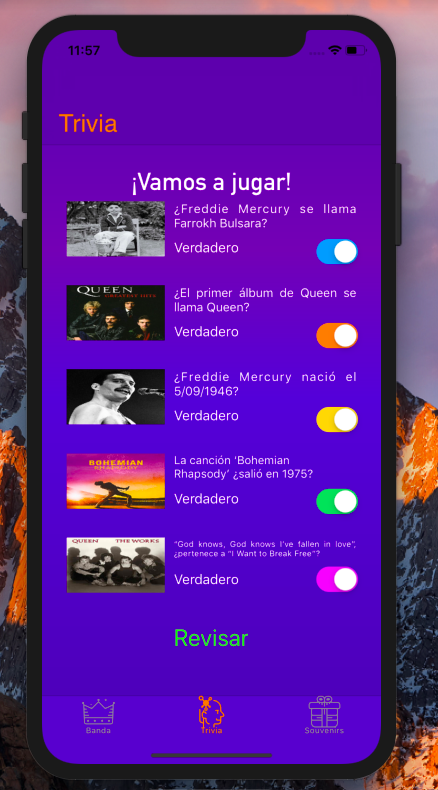 11:57
Trivia
¡Vamos a jugar!
¿Freddie Mercury se llama
Farrokh Bulsara?
Verdadero
QUEEN
GREATEST HITS
¿El primer álbum de Queen se
llama Queen?
Verdadero
¿Freddie Mercury nació el
5/09/1946?
Verdadero
BOHEMIAN
RHAPSODY
La canción ‘Bohemian
Rhapsody’ ¿salió en 1975?
Verdadero
QUEEN THE WORKS
“God knows, God knows I've fallen in love”,
¿pertenece a “I Want to Break Free”?
Verdadero
Revisar
Banda Trivia Souvenirs